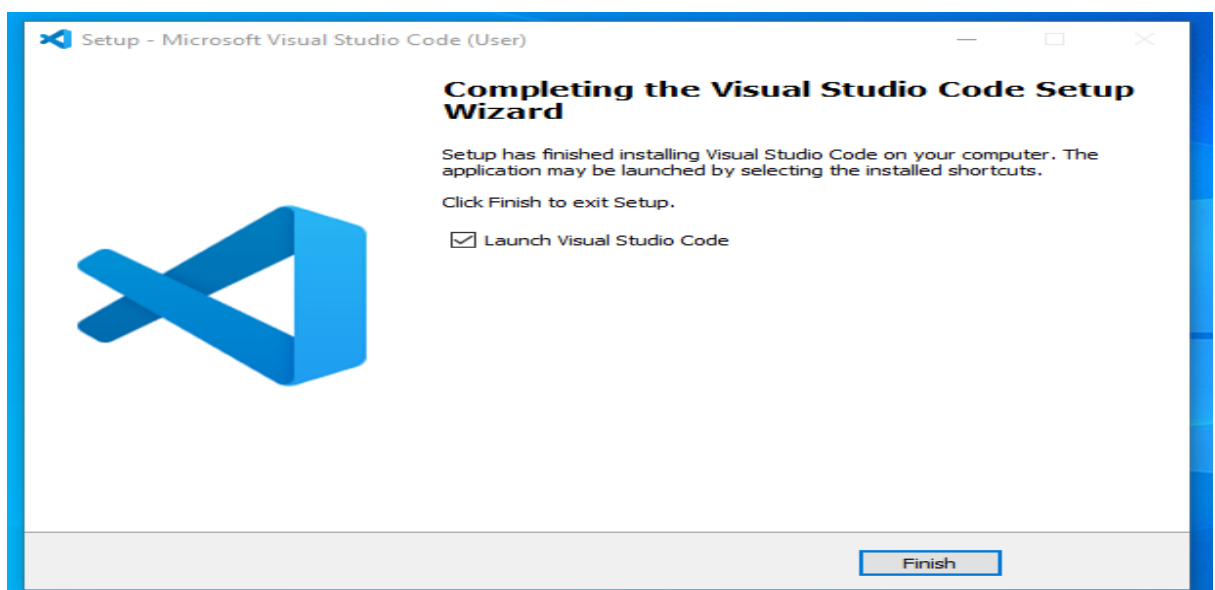 Setup - Microsoft Visual Studio Code (User)
Completing the Visual Studio Code Setup
Wizard
Setup has finished installing Visual Studio Code on your computer. The
application may be launched by selecting the installed shortcuts.
Click Finish to exit Setup.
Launch Visual Studio Code
Finish